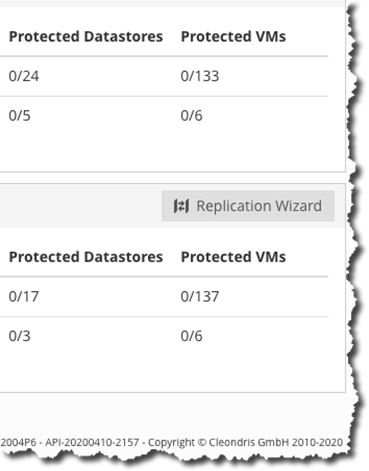 Protected Datastores Protected VMs
0/24 0/133
0/5 0/6
Replication Wizard
Protected Datastores Protected VMs
0/17 0/137
0/3 0/6
2004P6 - API-20200410-2157 - Copyright © Cleondris GmbH 2010-2020